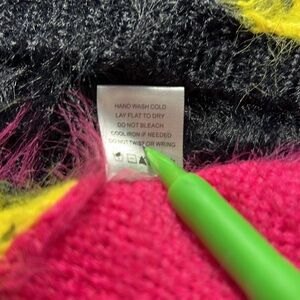 HAND WASH COLD
LAY FLAT TO DRY
DO NOT BLEACH
COOL IRON IF NEEDED
DO NOT TWIST OR WRING